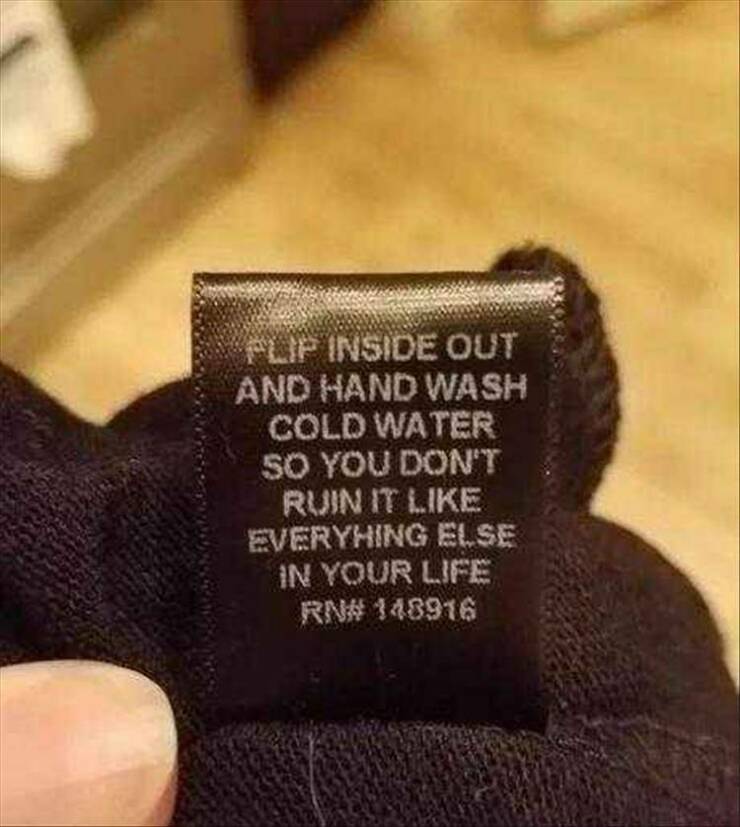 FLIP INSIDE OUT
AND HAND WASH
COLD WATER
SO YOU DON'T
RUIN IT LIKE
EVERYHING ELSE
IN YOUR LIFE
RN# 148916